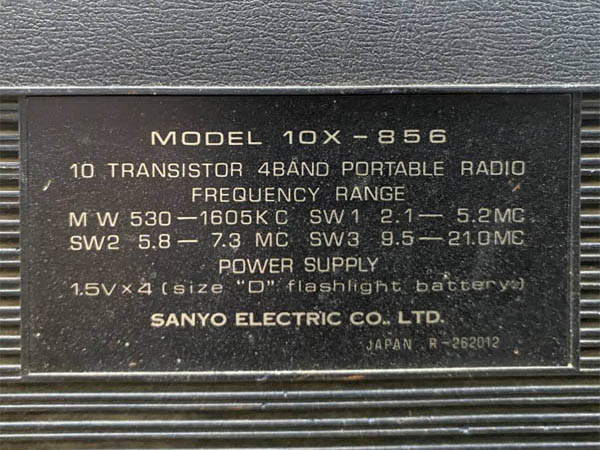 MODEL 10X-856
10 TRANSISTOR 4BAND PORTABLE RADIO
FREQUENCY RANGE
MW 530—1605KC SW1 2.1— 5.2MC
SW2 5.8— 7.3 MC SW3 9.5—21.0MC
POWER SUPPLY
1.5V×4 (size "D" flashlight battery)
SANYO ELECTRIC CO., LTD.
JAPAN R-262012